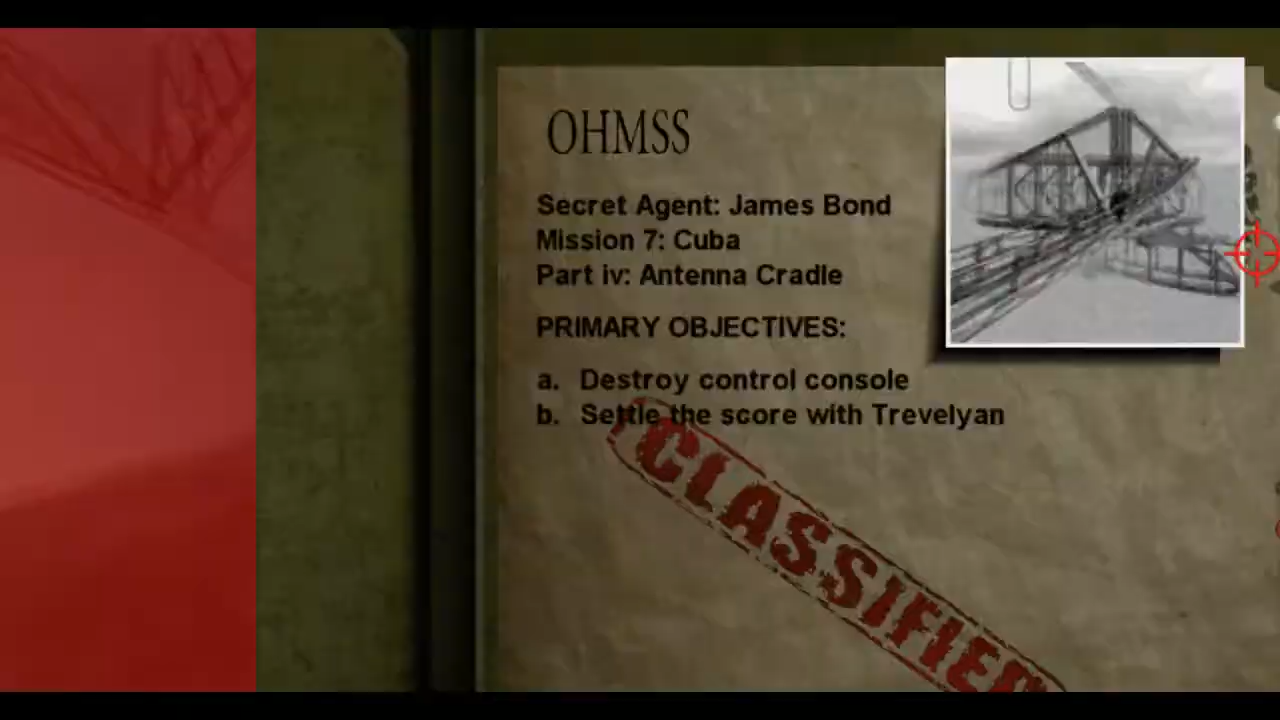 OHMSS
Secret Agent: James Bond
Mission 7: Cuba
Part iv: Antenna Cradle
PRIMARY OBJECTIVES:
a. Destroy control console
b. Settle the score with Trevelyan
CLASSIFIED